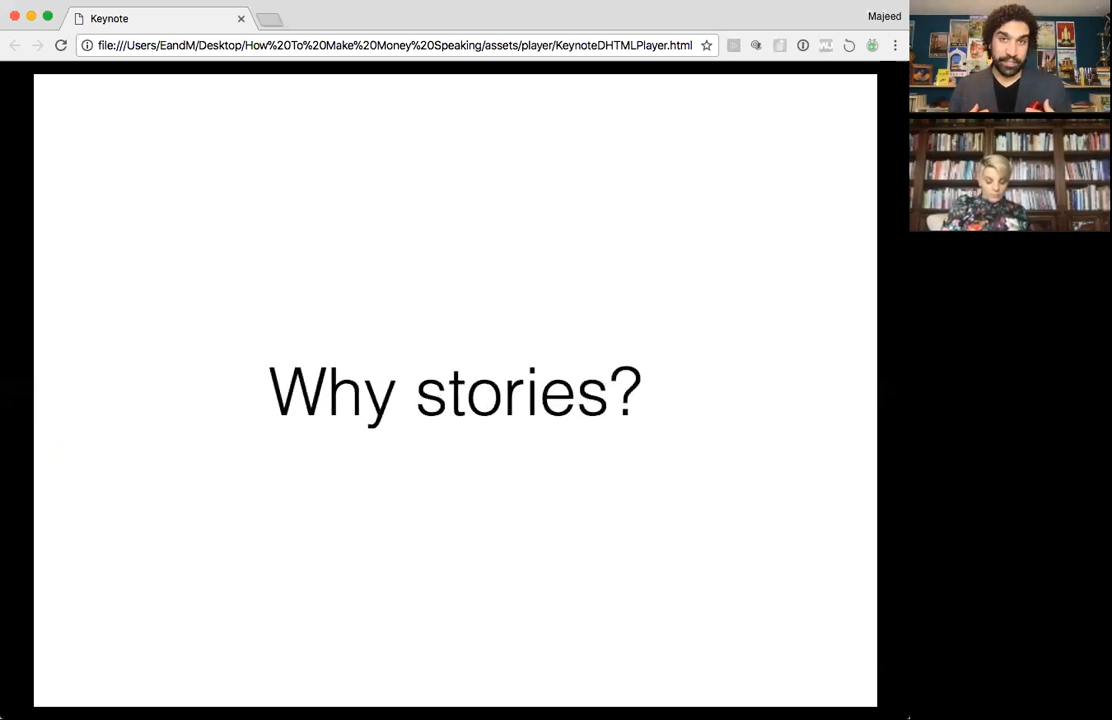 Keynote
Majeed
file:///Users/EandM/Desktop/How%20To%20Make%20Money%20Speaking/assets/player/KeynoteDHTMLPlayer.html
Why stories?